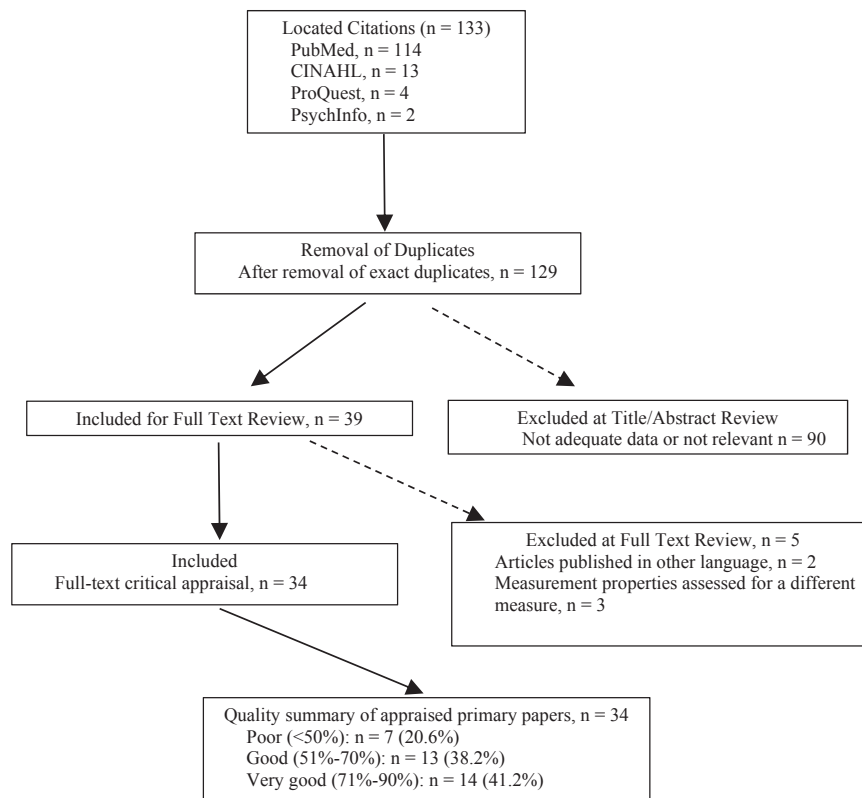 Located Citations (n = 133)
PubMed, n = 114
CINAHL, n = 13
ProQuest, n = 4
PsychInfo, n = 2
Removal of Duplicates
After removal of exact duplicates, n = 129
Included for Full Text Review, n = 39
Excluded at Title/Abstract Review
Not adequate data or not relevant n = 90
Excluded at Full Text Review, n = 5
Articles published in other language, n = 2
Measurement properties assessed for a different
measure, n = 3
Included
Full-text critical appraisal, n = 34
Quality summary of appraised primary papers, n = 34
Poor (<50%): n = 7 (20.6%)
Good (51%-70%): n = 13 (38.2%)
Very good (71%-90%): n = 14 (41.2%)